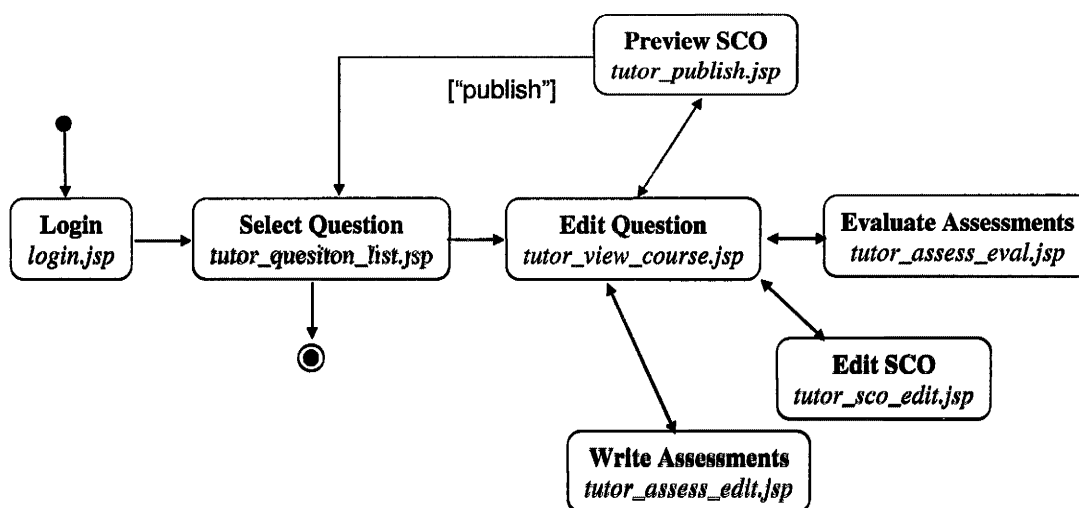 Preview SCO
tutor_publish.jsp
["publish"]
Login
login.jsp
Select Question
tutor_quesiton_list.jsp
Edit Question
tutor_view_course.jsp
Evaluate Assessments
tutor_assess_eval.jsp
Edit SCO
tutor_sco_edit.jsp
Write Assessments
tutor_assess_edit.jsp